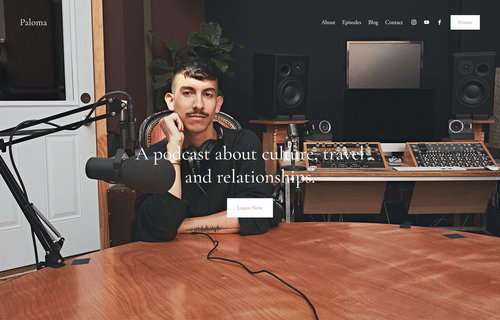 Paloma
About Episodes Blog Contact
Donate
A podcast about culture, travel
and relationships.
Listen Now